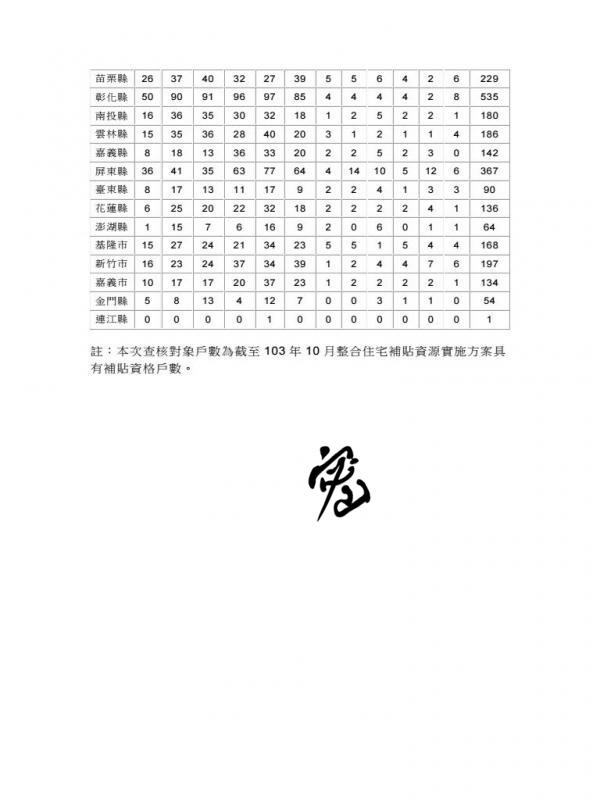 苗栗縣 26 37 40 32 27 39 5 5 6 4 2 6 229
彰化縣 50 90 91 96 97 85 4 4 4 4 2 8 535
南投縣 16 36 35 30 32 18 1 2 5 2 2 1 180
雲林縣 15 35 36 28 40 20 3 1 2 1 1 4 186
嘉義縣 8 18 13 36 33 20 2 2 5 2 3 0 142
屏東縣 36 41 35 63 77 64 4 14 10 5 12 6 367
臺東縣 8 17 13 11 17 9 2 2 4 1 3 3 90
花蓮縣 6 25 20 22 32 18 2 2 2 2 4 1 136
澎湖縣 1 15 7 6 16 9 2 0 6 0 1 1 64
基隆市 15 27 24 21 34 23 5 5 1 5 4 4 168
新竹市 16 23 24 37 34 39 1 2 4 4 7 6 197
嘉義市 10 17 17 20 37 23 1 2 2 2 2 1 134
金門縣 5 8 13 4 12 7 0 0 3 1 1 0 54
連江縣 0 0 0 0 1 0 0 0 0 0 0 0 1
註：本次查核對象戶數為截至 103 年 10 月整合住宅補貼資源實施方案具
有補貼資格戶數。